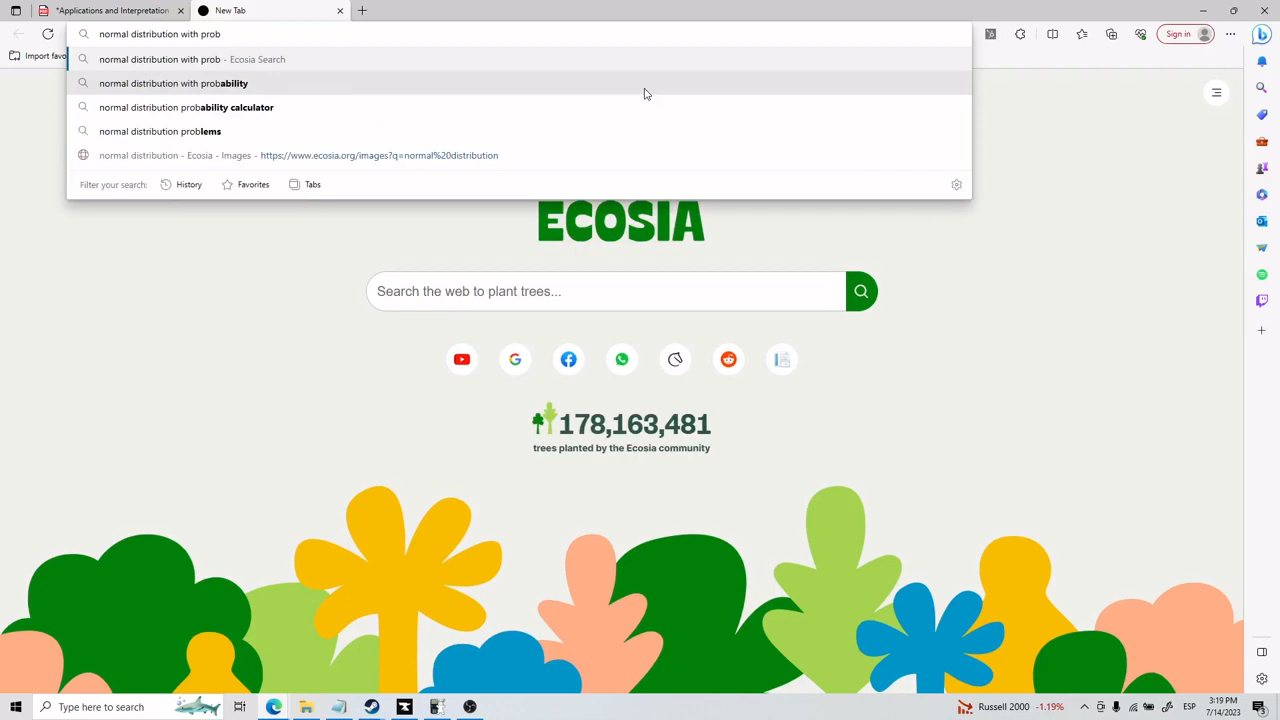 *Applications and Interpretation
New Tab
normal distribution with prob
Sign in
Import favo
normal distribution with prob - Ecosia Search
normal distribution with probability
normal distribution probability calculator
normal distribution problems
normal distribution - Ecosia - Images - https://www.ecosia.org/images?q=normal%20distribution
Filter your search:
History
Favorites
Tabs
ECOSIA
Search the web to plant trees...
178,163,481
trees planted by the Ecosia community
Type here to search
Russell 2000 -1.19%
ESP
3:19 PM
7/14/2023